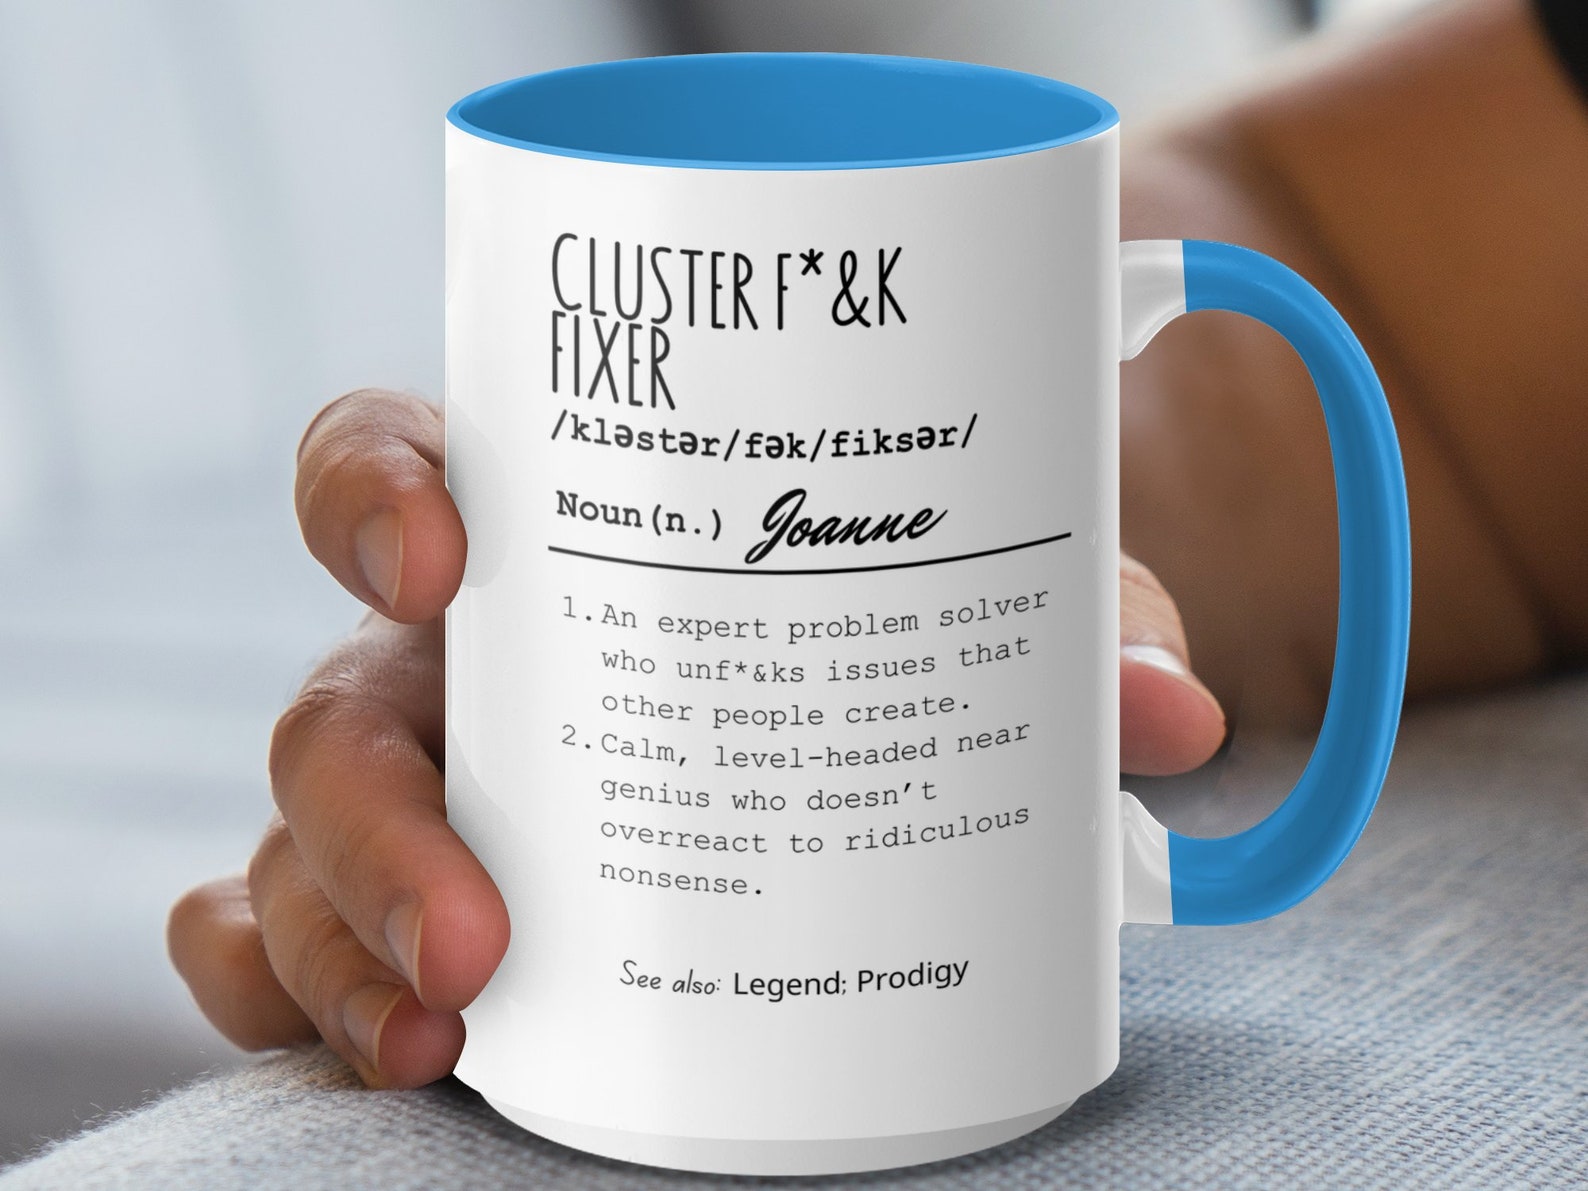 CLUSTER F*&K
FIXER
/kləstər/fək/fiksər/
Noun(n.) Joanne
1. An expert problem solver
who unf*&ks issues that
other people create.
2. Calm, level-headed near
genius who doesn't
overreact to ridiculous
nonsense.
See also: Legend; Prodigy